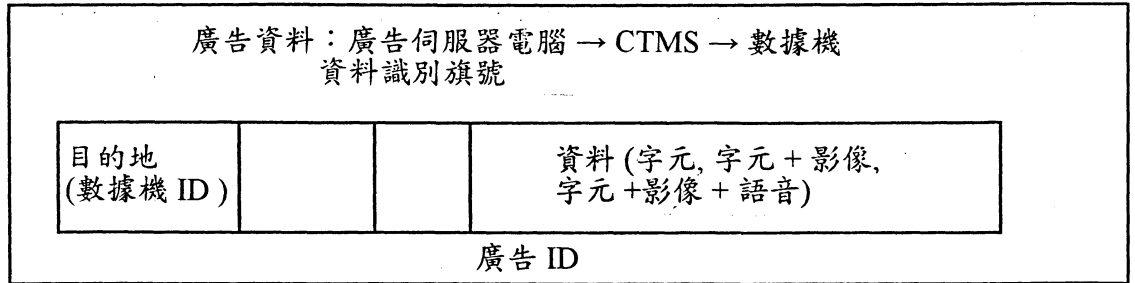 廣告資料：廣告伺服器電腦 → CTMS → 數據機
資料識別旗號
目的地
(數據機 ID)
資料 (字元, 字元 + 影像,
字元 +影像 + 語音)
廣告 ID